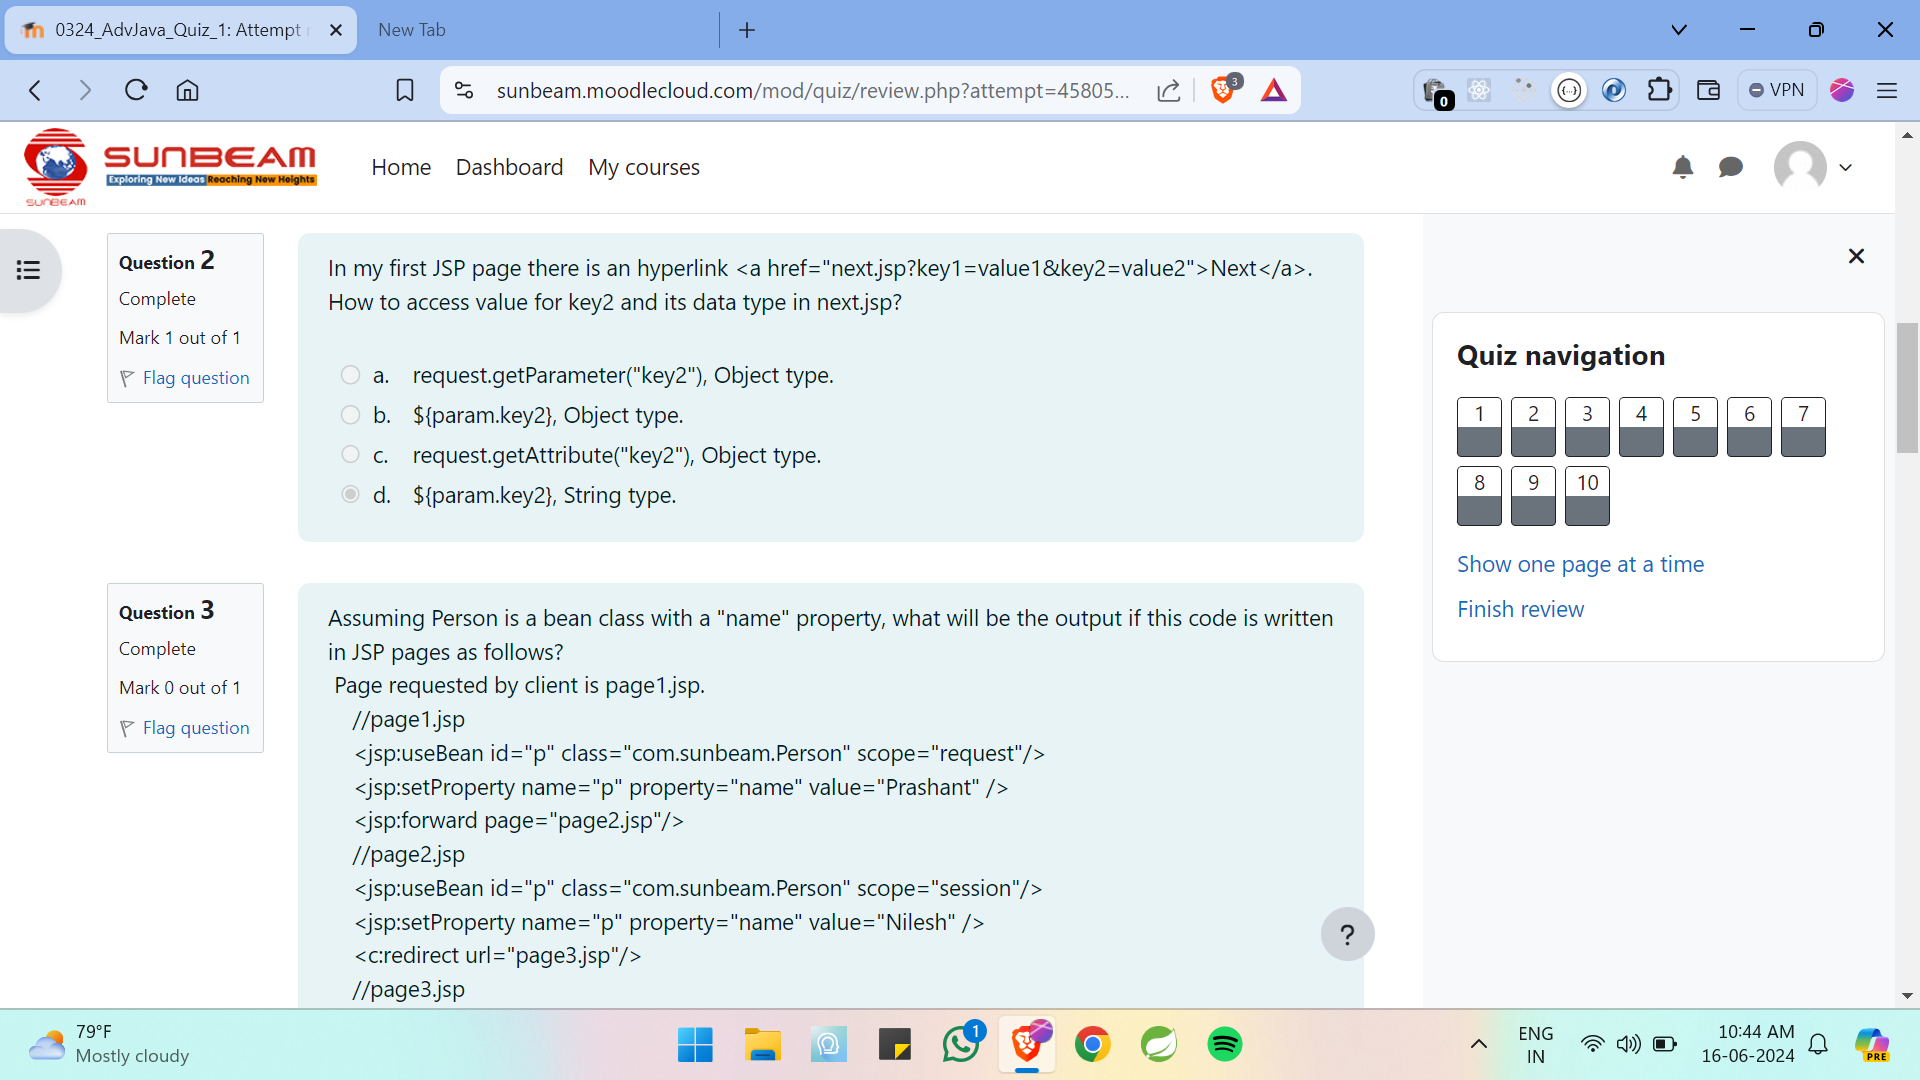 0324_AdvJava_Quiz_1: Attempt
New Tab
sunbeam.moodlecloud.com/mod/quiz/review.php?attempt=45805...
3
0
VPN
SUNBEAM
Exploring New Ideas Reaching New Heights
SUNBEAM
Home
Dashboard
My courses
Question 2
Complete
Mark 1 out of 1
Flag question
In my first JSP page there is an hyperlink <a href="next.jsp?key1=value1&key2=value2">Next</a>.
How to access value for key2 and its data type in next.jsp?
a. request.getParameter("key2"), Object type.
b. ${param.key2}, Object type.
c. request.getAttribute("key2"), Object type.
d. ${param.key2}, String type.
Question 3
Complete
Mark 0 out of 1
Flag question
Assuming Person is a bean class with a "name" property, what will be the output if this code is written
in JSP pages as follows?
Page requested by client is page1.jsp.
//page1.jsp
<jsp:useBean id="p" class="com.sunbeam.Person" scope="request"/>
<jsp:setProperty name="p" property="name" value="Prashant" />
<jsp:forward page="page2.jsp"/>
//page2.jsp
<jsp:useBean id="p" class="com.sunbeam.Person" scope="session"/>
<jsp:setProperty name="p" property="name" value="Nilesh" />
<c:redirect url="page3.jsp"/>
//page3.jsp
?
Quiz navigation
1 2 3 4 5 6 7
8 9 10
Show one page at a time
Finish review
79°F
Mostly cloudy
1
ENG
IN
10:44 AM
16-06-2024
PRE